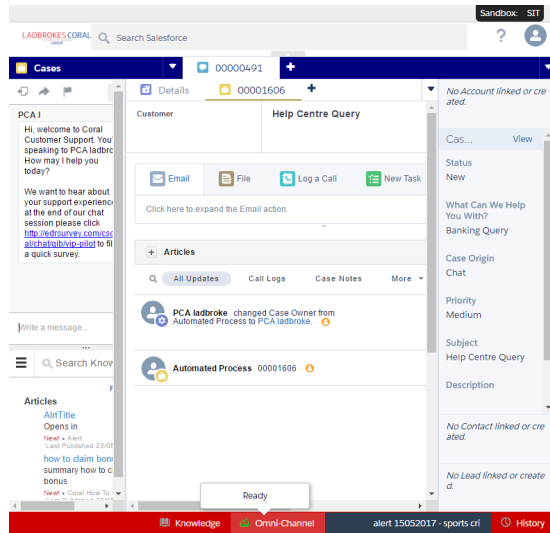 Sandbox: SIT
LADBROKES CORAL
GROUP
Search Salesforce
?
Cases
00000491
Details
00001606
PCA l
Hi, welcome to Coral
Customer Support. You'
speaking to PCA ladbro
How may I help you
today?
We want to hear about
your support experience
at the end of our chat
session please click
http://edrsurvey.com/csc
al/chat/gib/vip-pilot to fil
a quick survey.
Write a message...
Search Know
Articles
AlrtTitle
Opens in
New! • Alert
Last Published 23/05
how to claim bonu
summary how to c
bonus
New! • Coral How To
Customer
Help Centre Query
Email
File
Log a Call
New Task
Click here to expand the Email action.
Articles
All Updates
Call Logs
Case Notes
More
PCA ladbroke changed Case Owner from
Automated Process to PCA ladbroke.
Automated Process 00001606
No Account linked or cre
ated.
Cas...
View
Status
New
What Can We Help
You With?
Banking Query
Case Origin
Chat
Priority
Medium
Subject
Help Centre Query
Description
No Contact linked or cre
ated.
No Lead linked or create
d.
Ready
Knowledge
Omni-Channel
alert 15052017 - sports cri
History